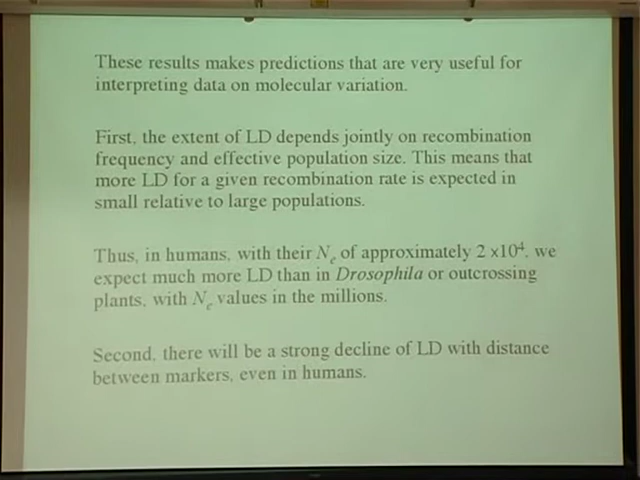 These results makes predictions that are very useful for
interpreting data on molecular variation.
First, the extent of LD depends jointly on recombination
frequency and effective population size. This means that
more LD for a given recombination rate is expected in
small relative to large populations.
Thus, in humans, with their Nₑ of approximately 2 x10⁴, we
expect much more LD than in Drosophila or outcrossing
plants, with Nₑ values in the millions.
Second, there will be a strong decline of LD with distance
between markers, even in humans.